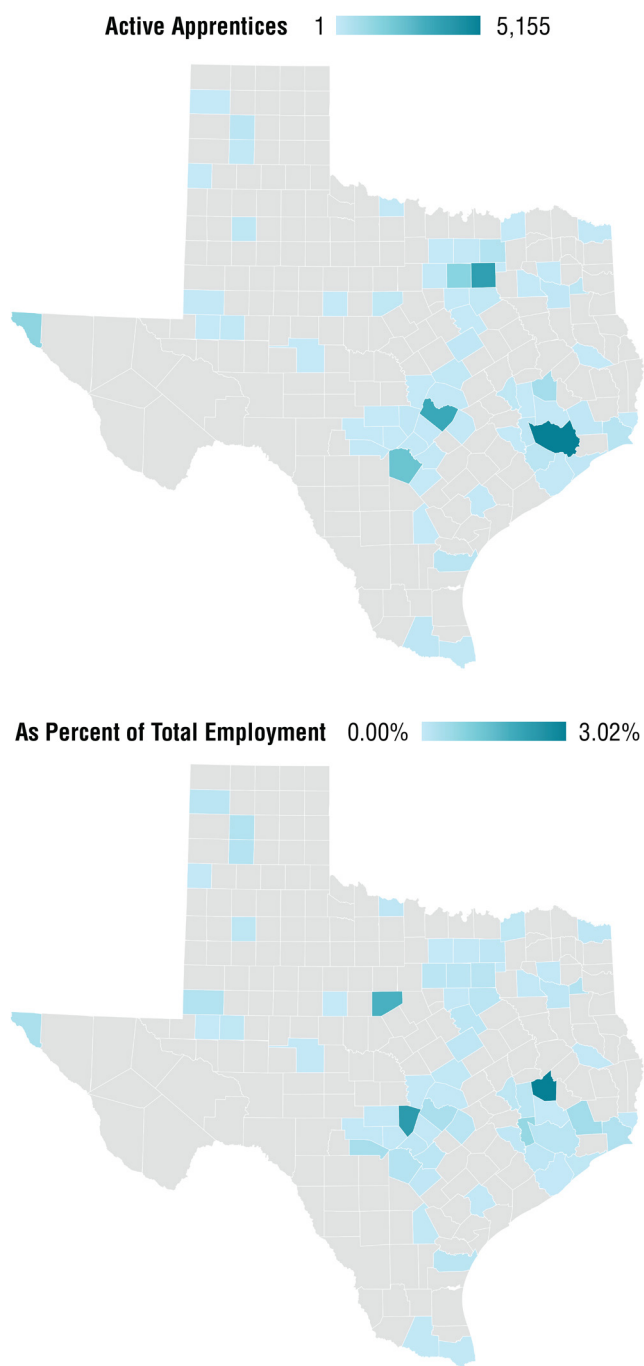 Active Apprentices 1 5,155
As Percent of Total Employment 0.00% 3.02%